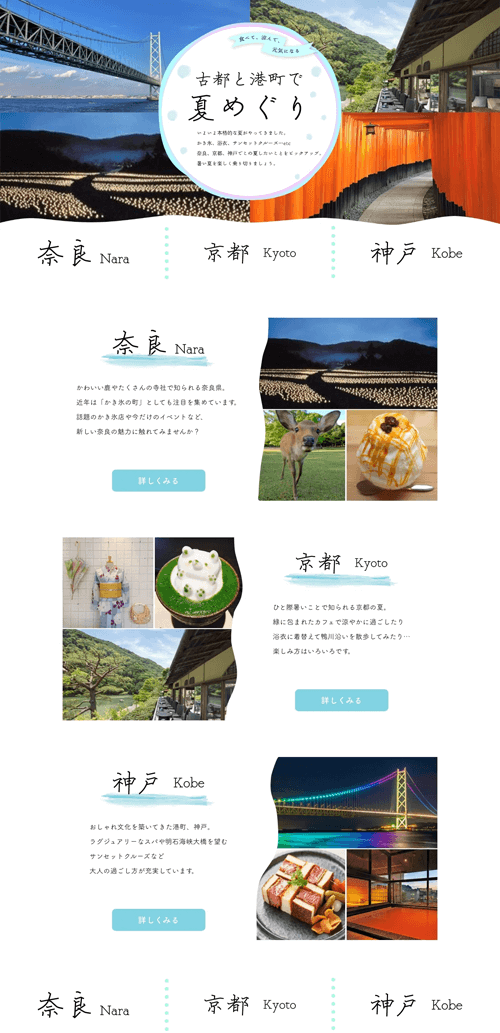 食べて、涼んで、
元気になる
古都と港町で
夏めぐり
いよいよ本格的な夏がやってきました。
かき氷、浴衣、サンセットクルーズ…etc
奈良、京都、神戸でこの夏したいことをピックアップ。
暑い夏を楽しく乗り切りましょう。
奈良 Nara
京都 Kyoto
神戸 Kobe
奈良 Nara
かわいい鹿やたくさんの寺社で知られる奈良県。
近年は「かき氷の町」としても注目を集めています。
話題のかき氷店や今だけのイベントなど、
新しい奈良の魅力に触れてみませんか？
詳しくみる
京都 Kyoto
ひと際暑いことで知られる京都の夏。
緑に包まれたカフェで涼やかに過ごしたり
浴衣に着替えて鴨川沿いを散歩してみたり…
楽しみ方はいろいろです。
詳しくみる
神戸 Kobe
おしゃれ文化を築いてきた港町、神戸。
ラグジュアリーなスパや明石海峡大橋を望む
サンセットクルーズなど
大人の過ごし方が充実しています。
詳しくみる
奈良 Nara
京都 Kyoto
神戸 Kobe